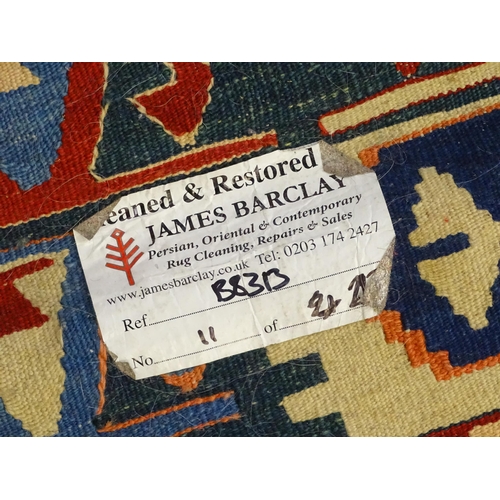 leaned & Restored
JAMES BARCLAY
Persian, Oriental & Contemporary
Rug Cleaning, Repairs & Sales
www.jamesbarclay.co.uk Tel: 0203 174 2427
Ref B83B
No 11 of